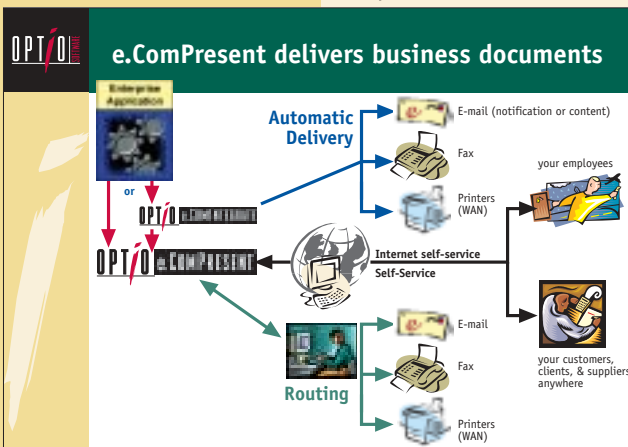 OPTiO SOFTWARE
e.ComPresent delivers business documents
Enterprise
Application
Automatic
Delivery
E-mail (notification or content)
Fax
Printers
(WAN)
your employees
or
OPTiO
OPTiO e.COMPRESENT
Internet self-service
Self-Service
E-mail
Fax
Printers
(WAN)
your customers,
clients, & suppliers
anywhere
Routing